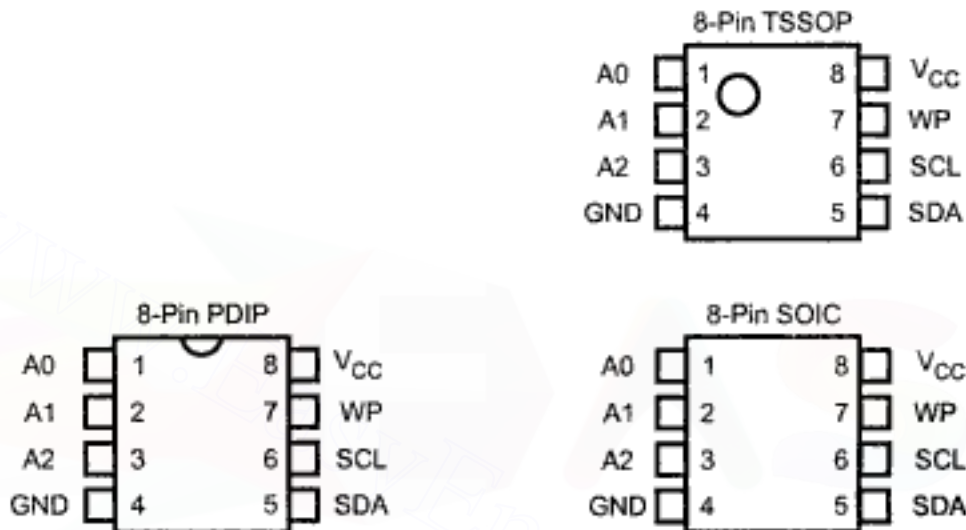 8-Pin TSSOP
A0 1 8 VCC
A1 2 7 WP
A2 3 6 SCL
GND 4 5 SDA
8-Pin PDIP
A0 1 8 VCC
A1 2 7 WP
A2 3 6 SCL
GND 4 5 SDA
8-Pin SOIC
A0 1 8 VCC
A1 2 7 WP
A2 3 6 SCL
GND 4 5 SDA